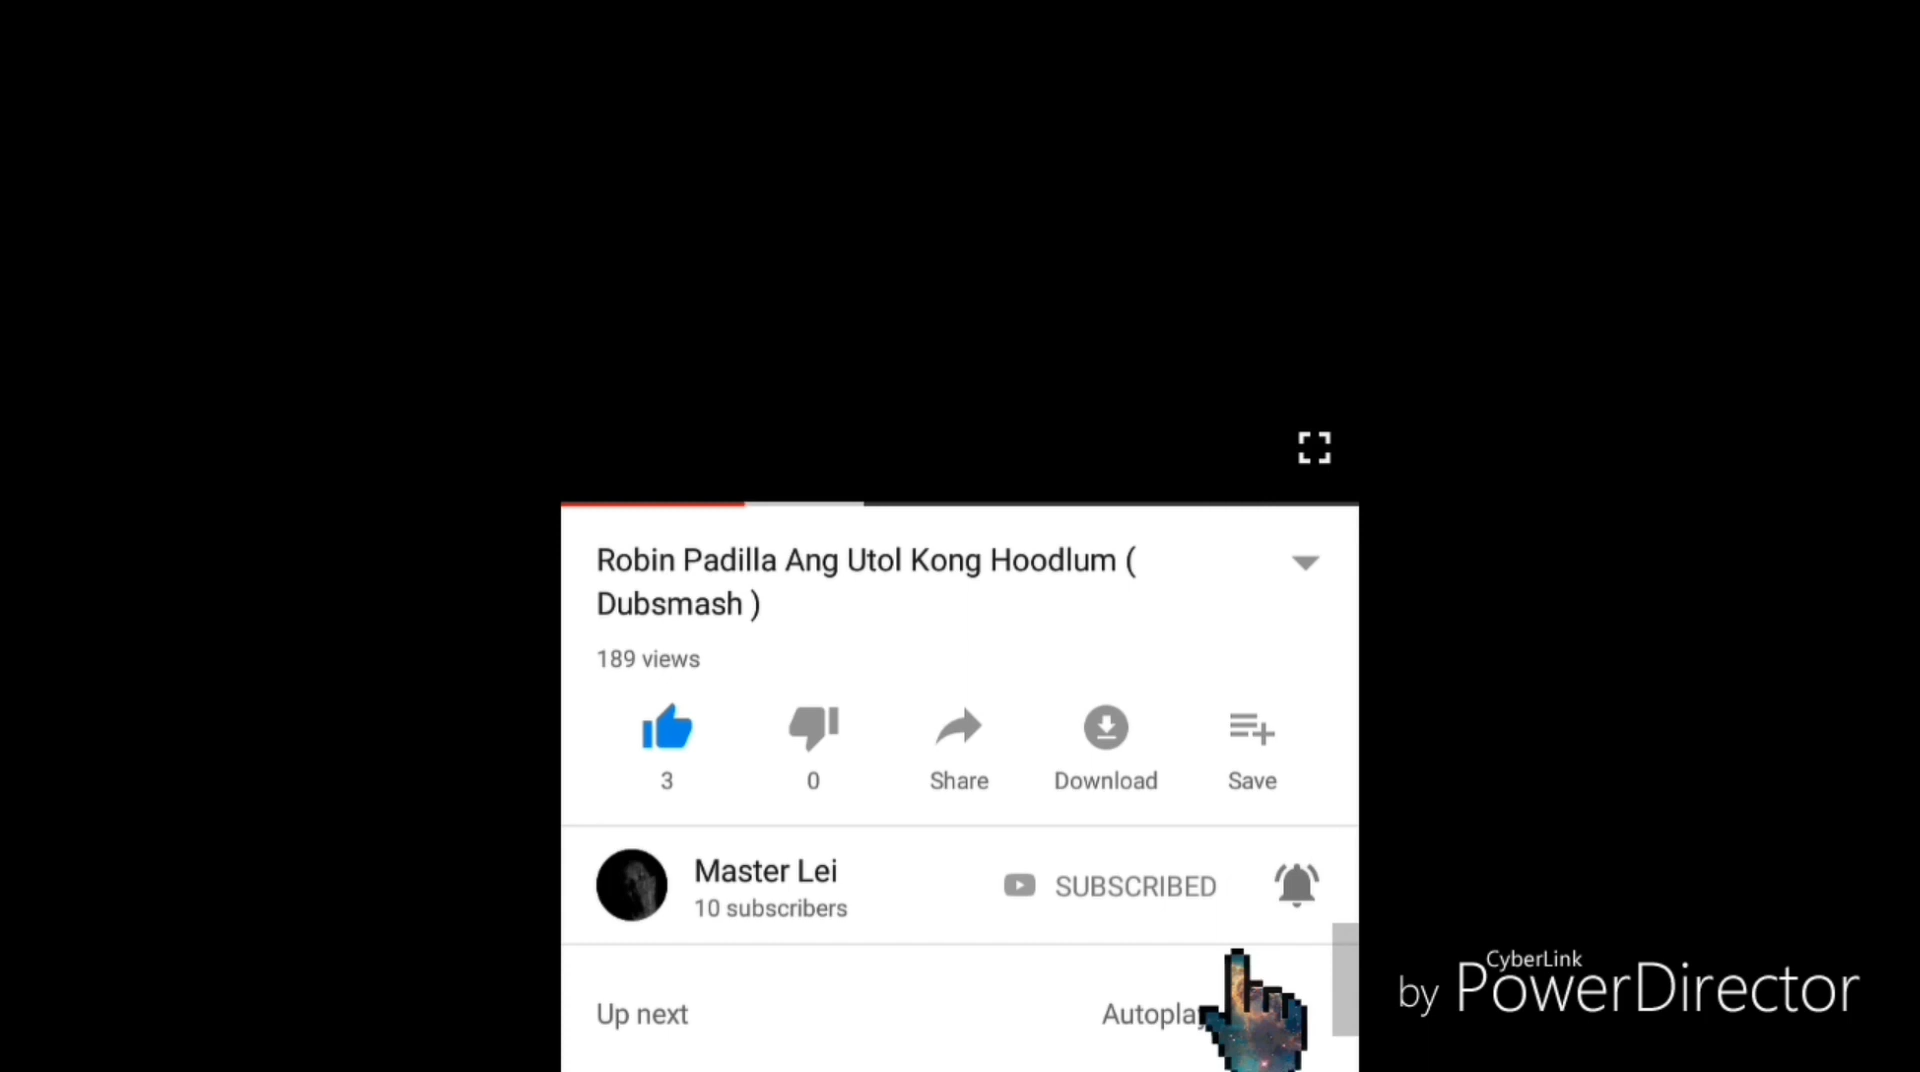 Robin Padilla Ang Utol Kong Hoodlum (
Dubsmash )
189 views
3
0
Share
Download
Save
Master Lei
10 subscribers
SUBSCRIBED
Up next
Autoplay
by CyberLink PowerDirector